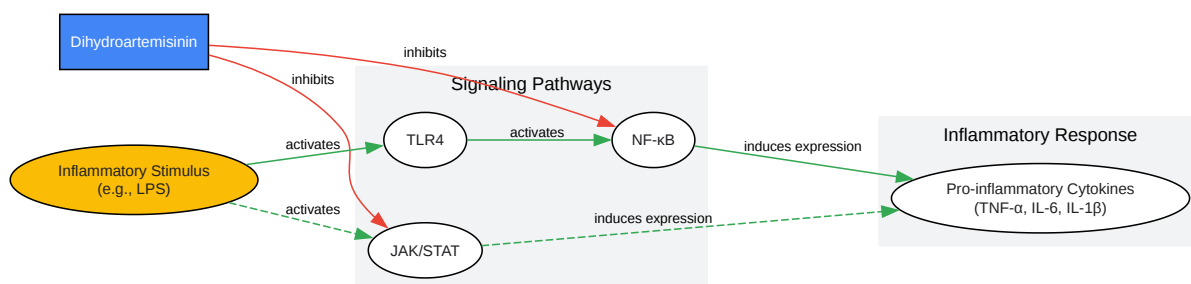 Dihydroartemisinin
inhibits
inhibits
Signaling Pathways
TLR4
activates
NF-κB
activates
Inflammatory Stimulus
(e.g., LPS)
activates
JAK/STAT
induces expression
induces expression
Inflammatory Response
Pro-inflammatory Cytokines
(TNF-α, IL-6, IL-1β)